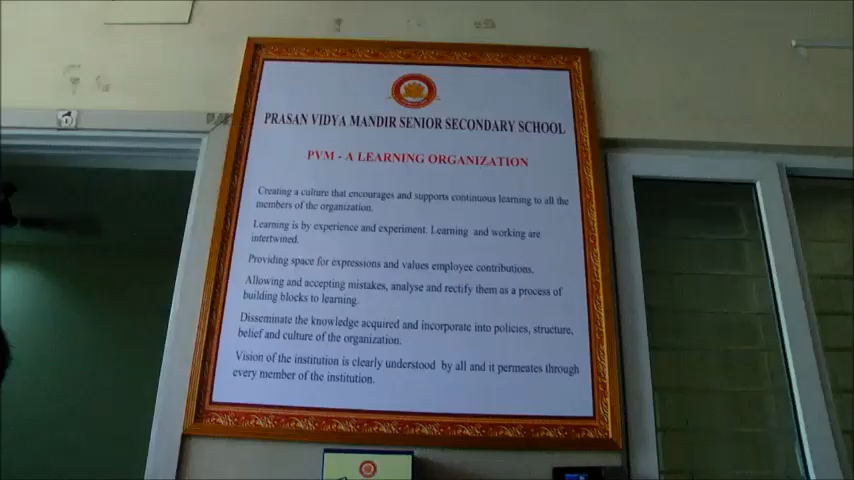 PRASAN VIDYA MANDIR SENIOR SECONDARY SCHOOL
PVM - A LEARNING ORGANIZATION
Creating a culture that encourages and supports continuous learning to all the
members of the organization.
Learning is by experience and experiment. Learning and working are
intertwined.
Providing space for expressions and values employee contributions.
Allowing and accepting mistakes, analyse and rectify them as a process of
building blocks to learning.
Disseminate the knowledge acquired and incorporate into policies, structure,
belief and culture of the organization.
Vision of the institution is clearly understood by all and it permeates through
every member of the institution.